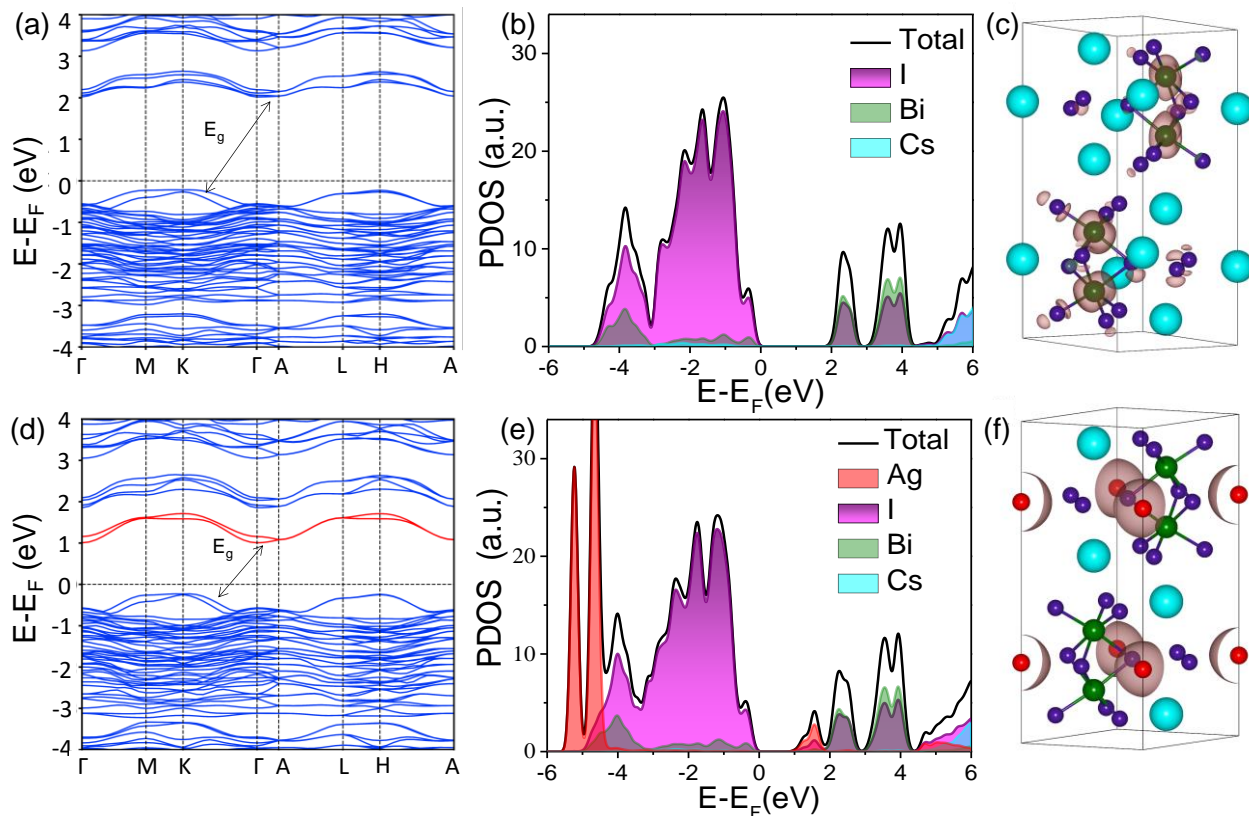 (a)
E-E_F (eV)
4
3
2
1
0
-1
-2
-3
-4
E_g
Γ M K Γ A L H A
(b)
PDOS (a.u.)
30
20
10
0
Total
I
Bi
Cs
-6 -4 -2 0 2 4 6
E-E_F(eV)
(c)
(d)
E-E_F (eV)
4
3
2
1
0
-1
-2
-3
-4
E_g
Γ M K Γ A L H A
(e)
PDOS (a.u.)
30
20
10
0
Total
Ag
I
Bi
Cs
-6 -4 -2 0 2 4 6
E-E_F(eV)
(f)